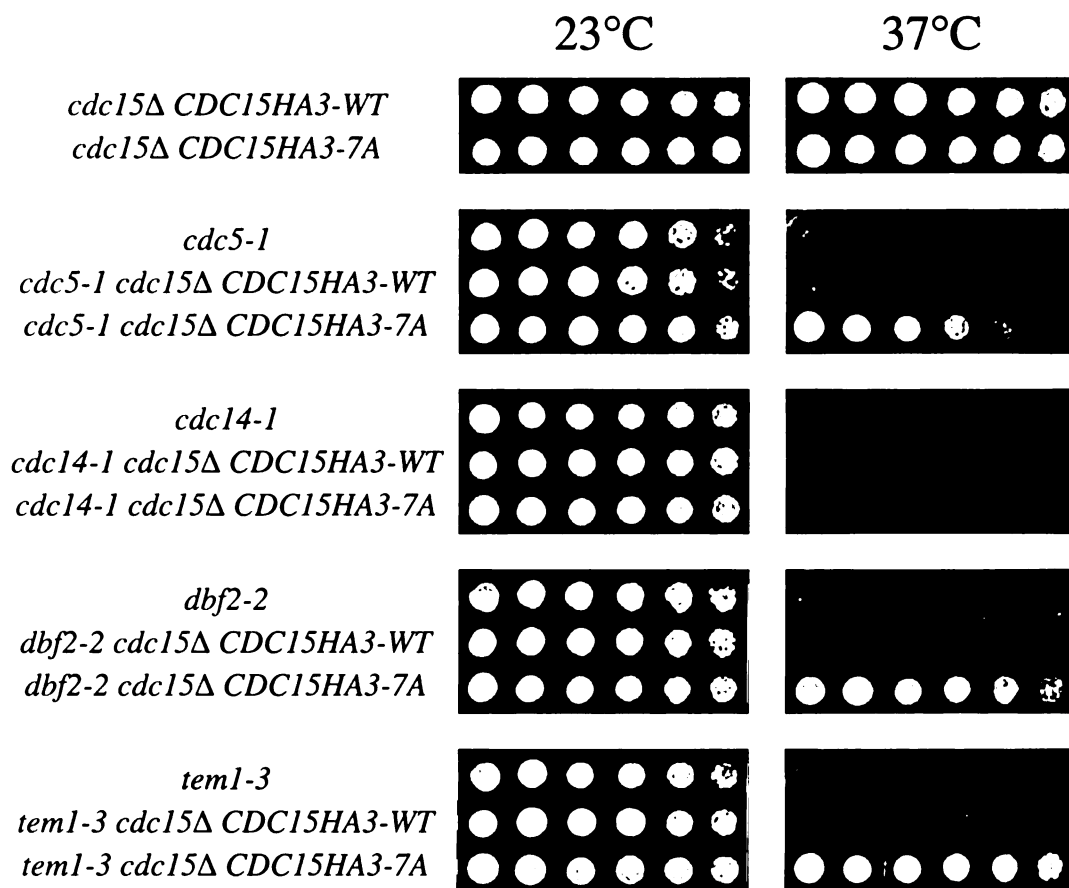 23°C 37°C
cdc15Δ CDC15HA3-WT
cdc15Δ CDC15HA3-7A
cdc5-1
cdc5-1 cdc15Δ CDC15HA3-WT
cdc5-1 cdc15Δ CDC15HA3-7A
cdc14-1
cdc14-1 cdc15Δ CDC15HA3-WT
cdc14-1 cdc15Δ CDC15HA3-7A
dbf2-2
dbf2-2 cdc15Δ CDC15HA3-WT
dbf2-2 cdc15Δ CDC15HA3-7A
tem1-3
tem1-3 cdc15Δ CDC15HA3-WT
tem1-3 cdc15Δ CDC15HA3-7A